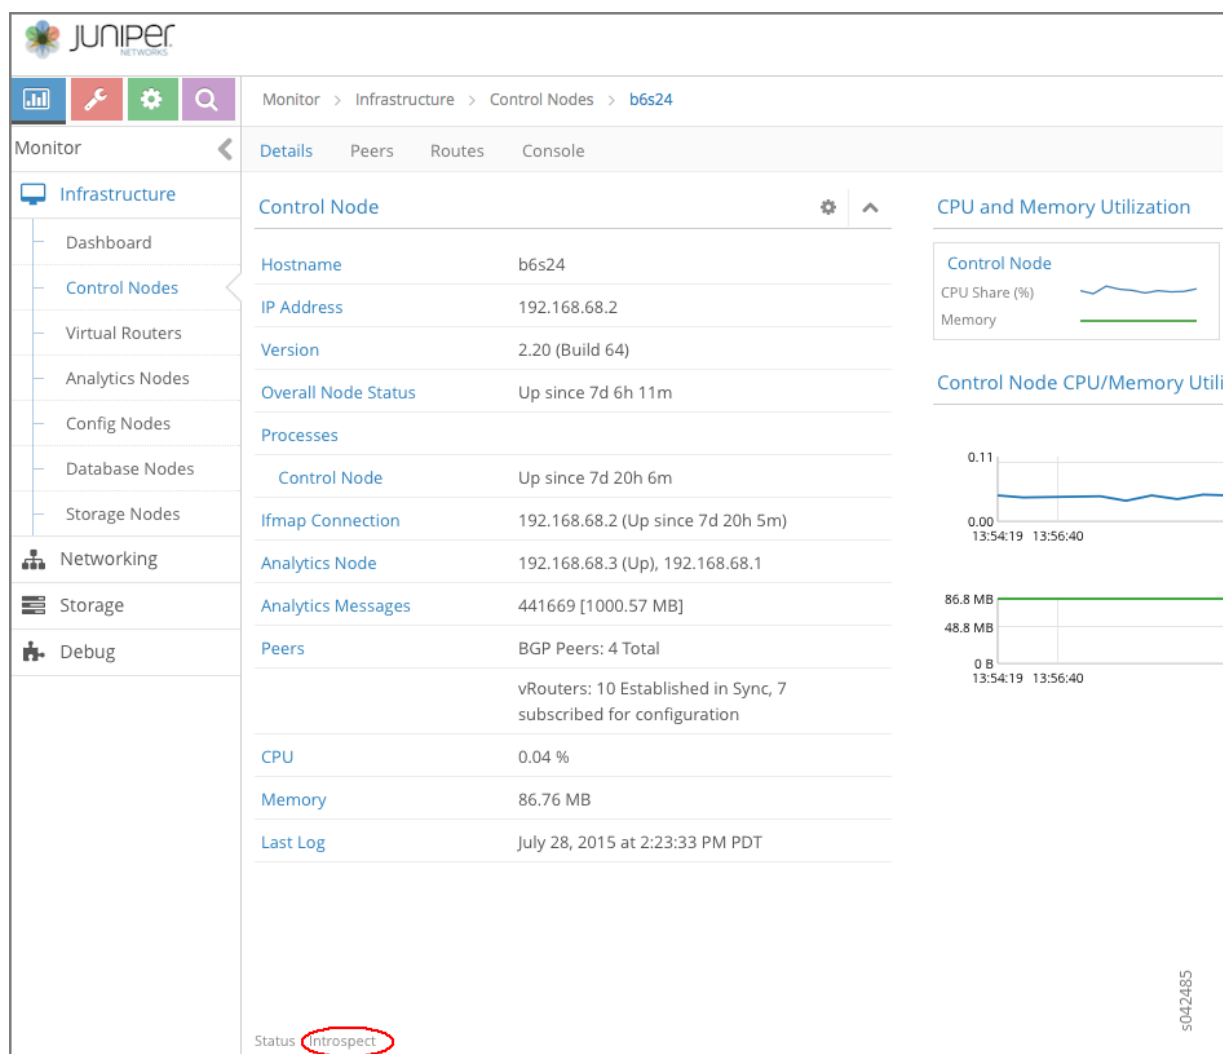 JUNIPEr
NETWORKS
Monitor > Infrastructure > Control Nodes > b6s24
Monitor
Details Peers Routes Console
Infrastructure
Dashboard
Control Nodes
Virtual Routers
Analytics Nodes
Config Nodes
Database Nodes
Storage Nodes
Networking
Storage
Debug
Control Node
Hostname b6s24
IP Address 192.168.68.2
Version 2.20 (Build 64)
Overall Node Status Up since 7d 6h 11m
Processes
Control Node Up since 7d 20h 6m
Ifmap Connection 192.168.68.2 (Up since 7d 20h 5m)
Analytics Node 192.168.68.3 (Up), 192.168.68.1
Analytics Messages 441669 [1000.57 MB]
Peers BGP Peers: 4 Total
vRouters: 10 Established in Sync, 7
subscribed for configuration
CPU 0.04 %
Memory 86.76 MB
Last Log July 28, 2015 at 2:23:33 PM PDT
CPU and Memory Utilization
Control Node
CPU Share (%)
Memory
Control Node CPU/Memory Utili
0.11
0.00
13:54:19 13:56:40
86.8 MB
48.8 MB
0 B
13:54:19 13:56:40
s042485
Status Introspect